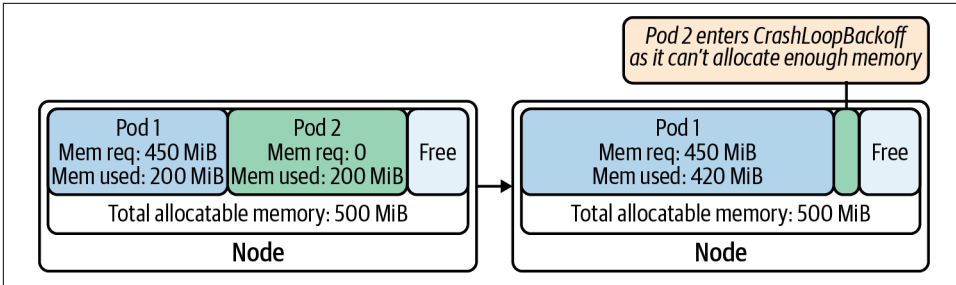 Pod 2 enters CrashLoopBackoff
as it can't allocate enough memory
Pod 1
Mem req: 450 MiB
Mem used: 200 MiB
Pod 2
Mem req: 0
Mem used: 200 MiB
Free
Total allocatable memory: 500 MiB
Node
Pod 1
Mem req: 450 MiB
Mem used: 420 MiB
Free
Total allocatable memory: 500 MiB
Node